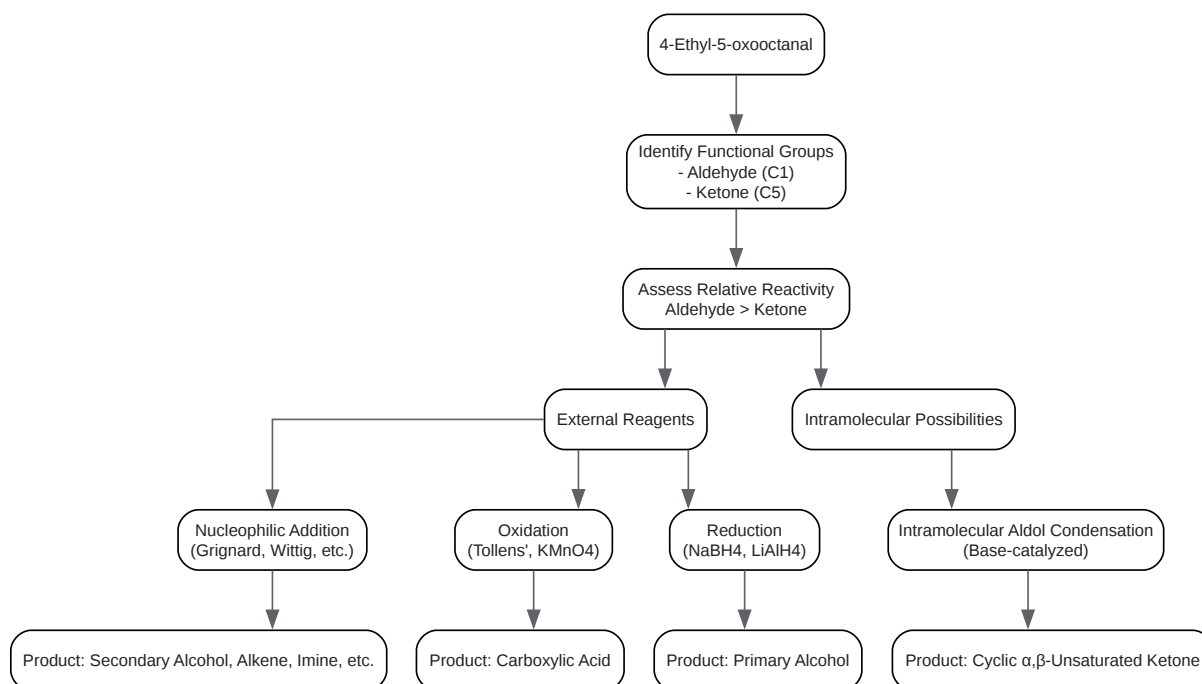 4-Ethyl-5-oxooctanal
Identify Functional Groups
- Aldehyde (C1)
- Ketone (C5)
Assess Relative Reactivity
Aldehyde > Ketone
External Reagents
Intramolecular Possibilities
Nucleophilic Addition
(Grignard, Wittig, etc.)
Oxidation
(Tollens', KMnO4)
Reduction
(NaBH4, LiAlH4)
Intramolecular Aldol Condensation
(Base-catalyzed)
Product: Secondary Alcohol, Alkene, Imine, etc.
Product: Carboxylic Acid
Product: Primary Alcohol
Product: Cyclic α,β-Unsaturated Ketone